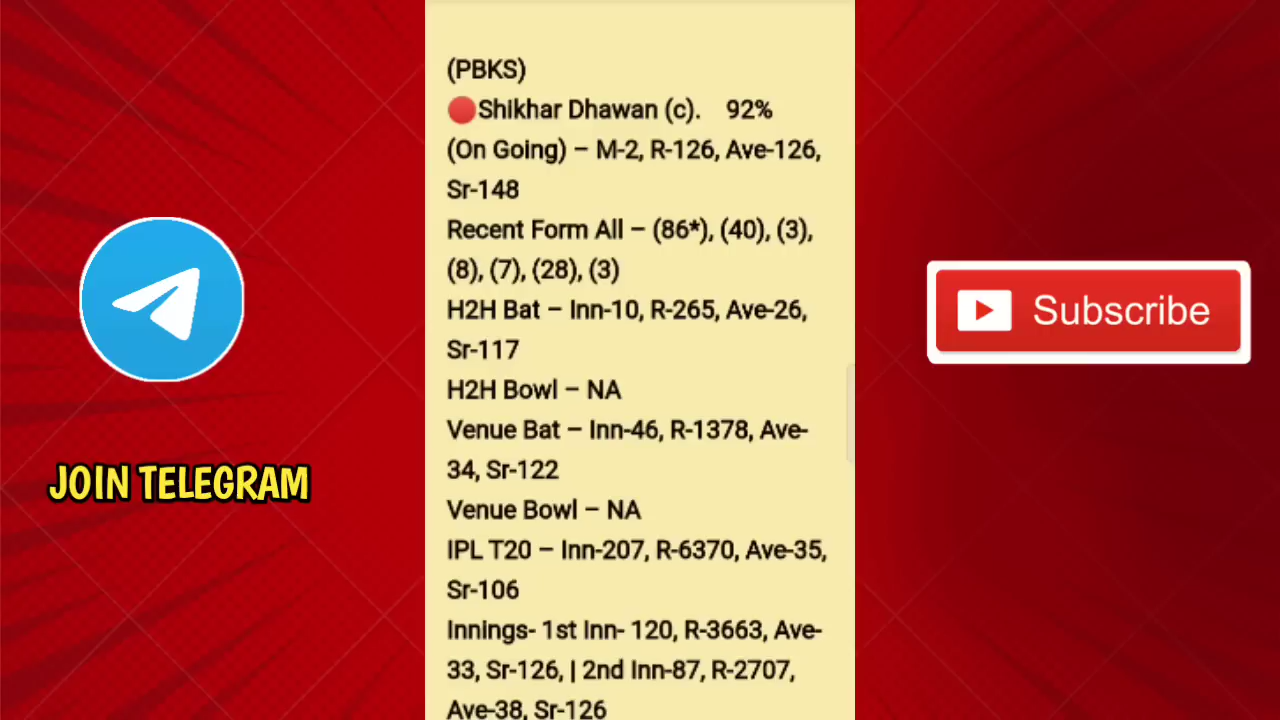 (PBKS)
🔴Shikhar Dhawan (c). 92%
(On Going) – M-2, R-126, Ave-126,
Sr-148
Recent Form All – (86*), (40), (3),
(8), (7), (28), (3)
H2H Bat – Inn-10, R-265, Ave-26,
Sr-117
H2H Bowl – NA
Venue Bat – Inn-46, R-1378, Ave-
34, Sr-122
Venue Bowl – NA
IPL T20 – Inn-207, R-6370, Ave-35,
Sr-106
Innings- 1st Inn- 120, R-3663, Ave-
33, Sr-126, | 2nd Inn-87, R-2707,
Ave-38, Sr-126
JOIN TELEGRAM
Subscribe